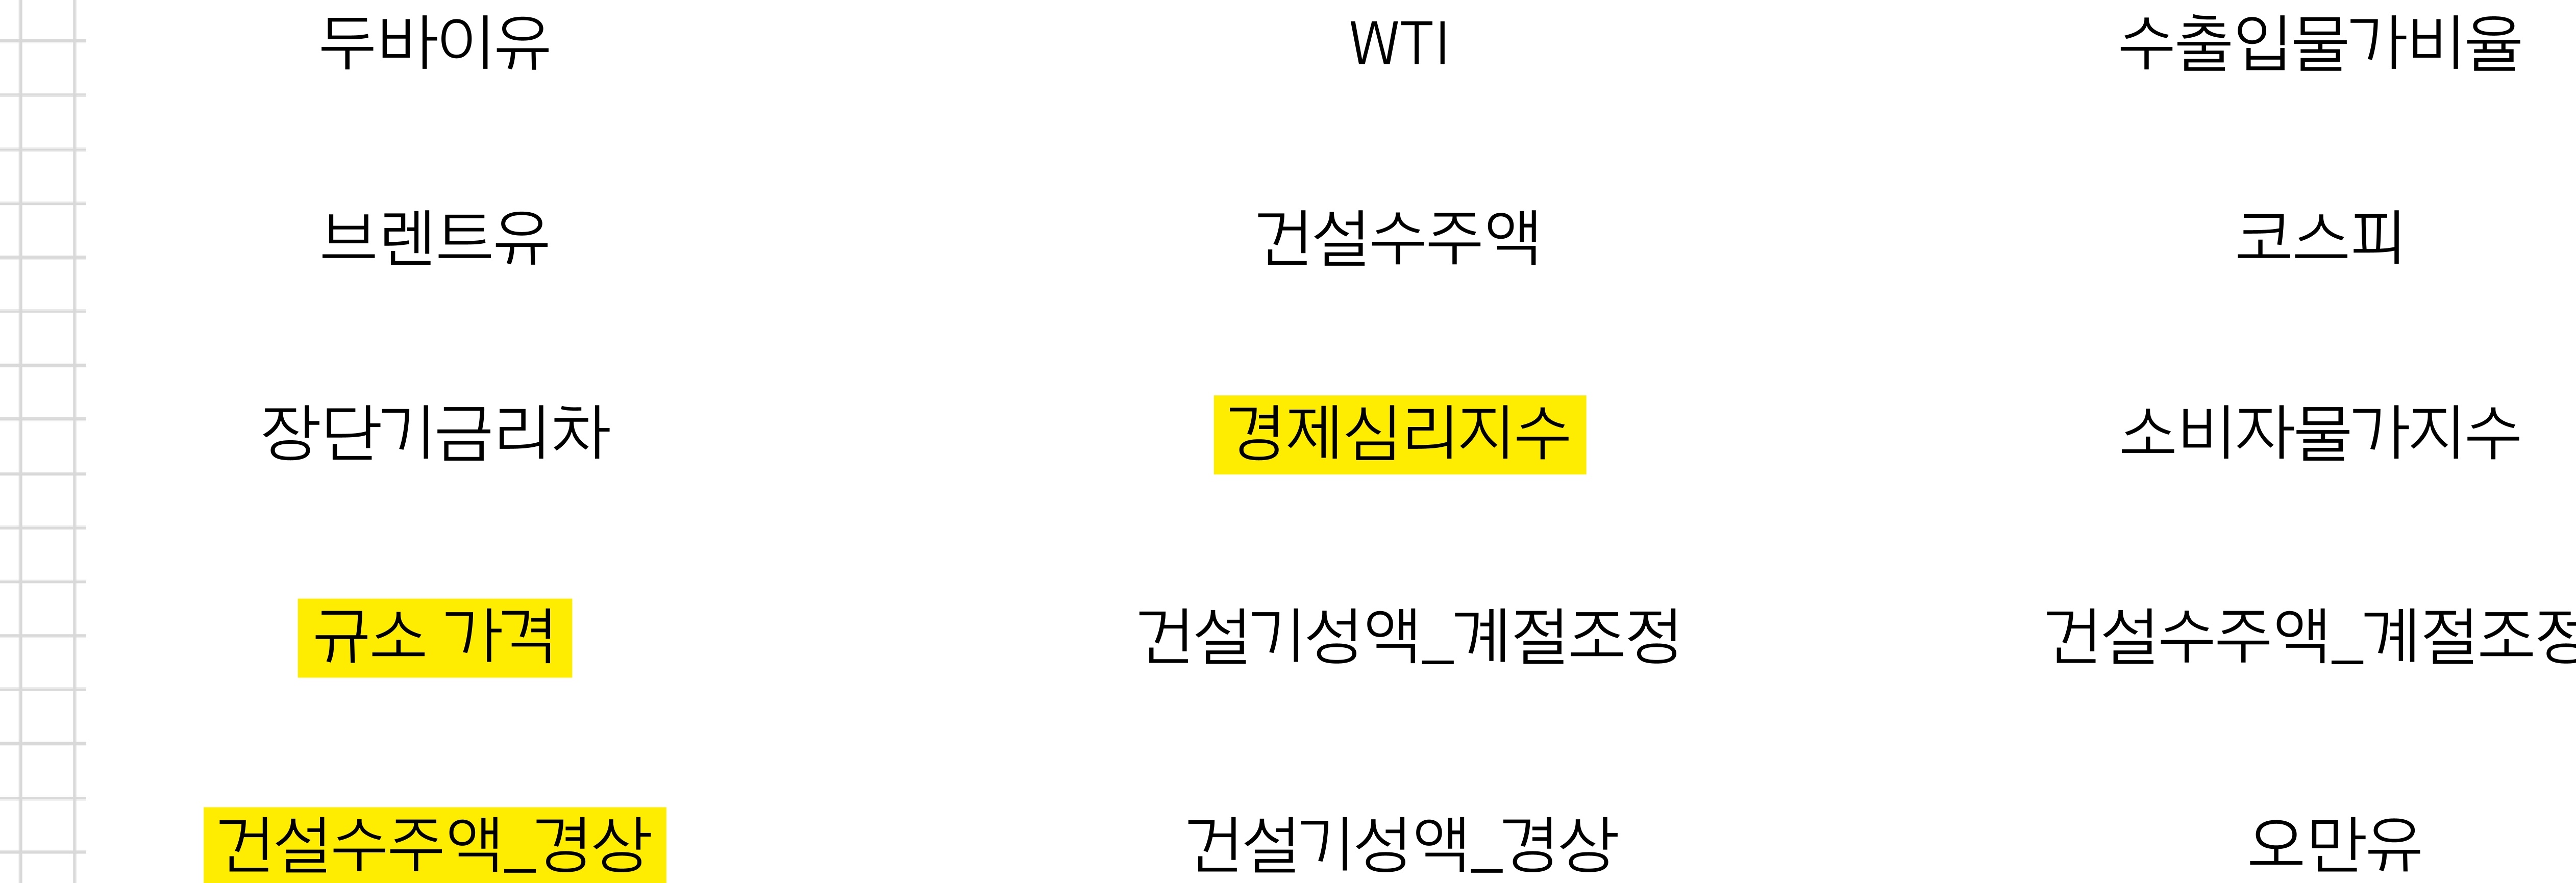 두바이유
WTI
수출입물가비율
브렌트유
건설수주액
코스피
장단기금리차
경제심리지수
소비자물가지수
규소 가격
건설기성액_계절조정
건설수주액_계절조정
건설수주액_경상
건설기성액_경상
오만유